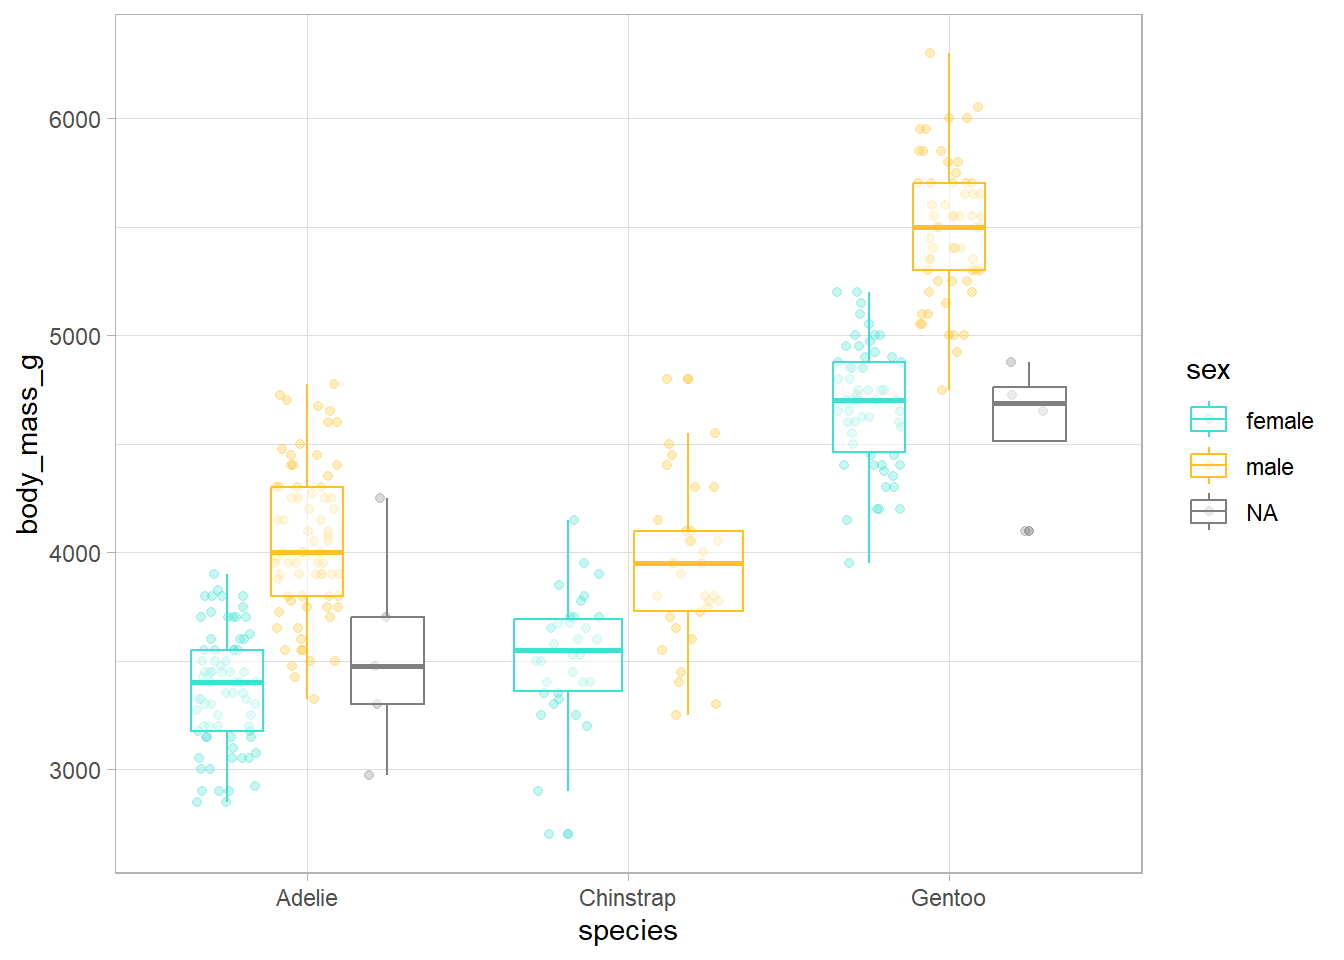 body_mass_g
6000
5000
4000
3000
Adelie
Chinstrap
Gentoo
species
sex
female
male
NA